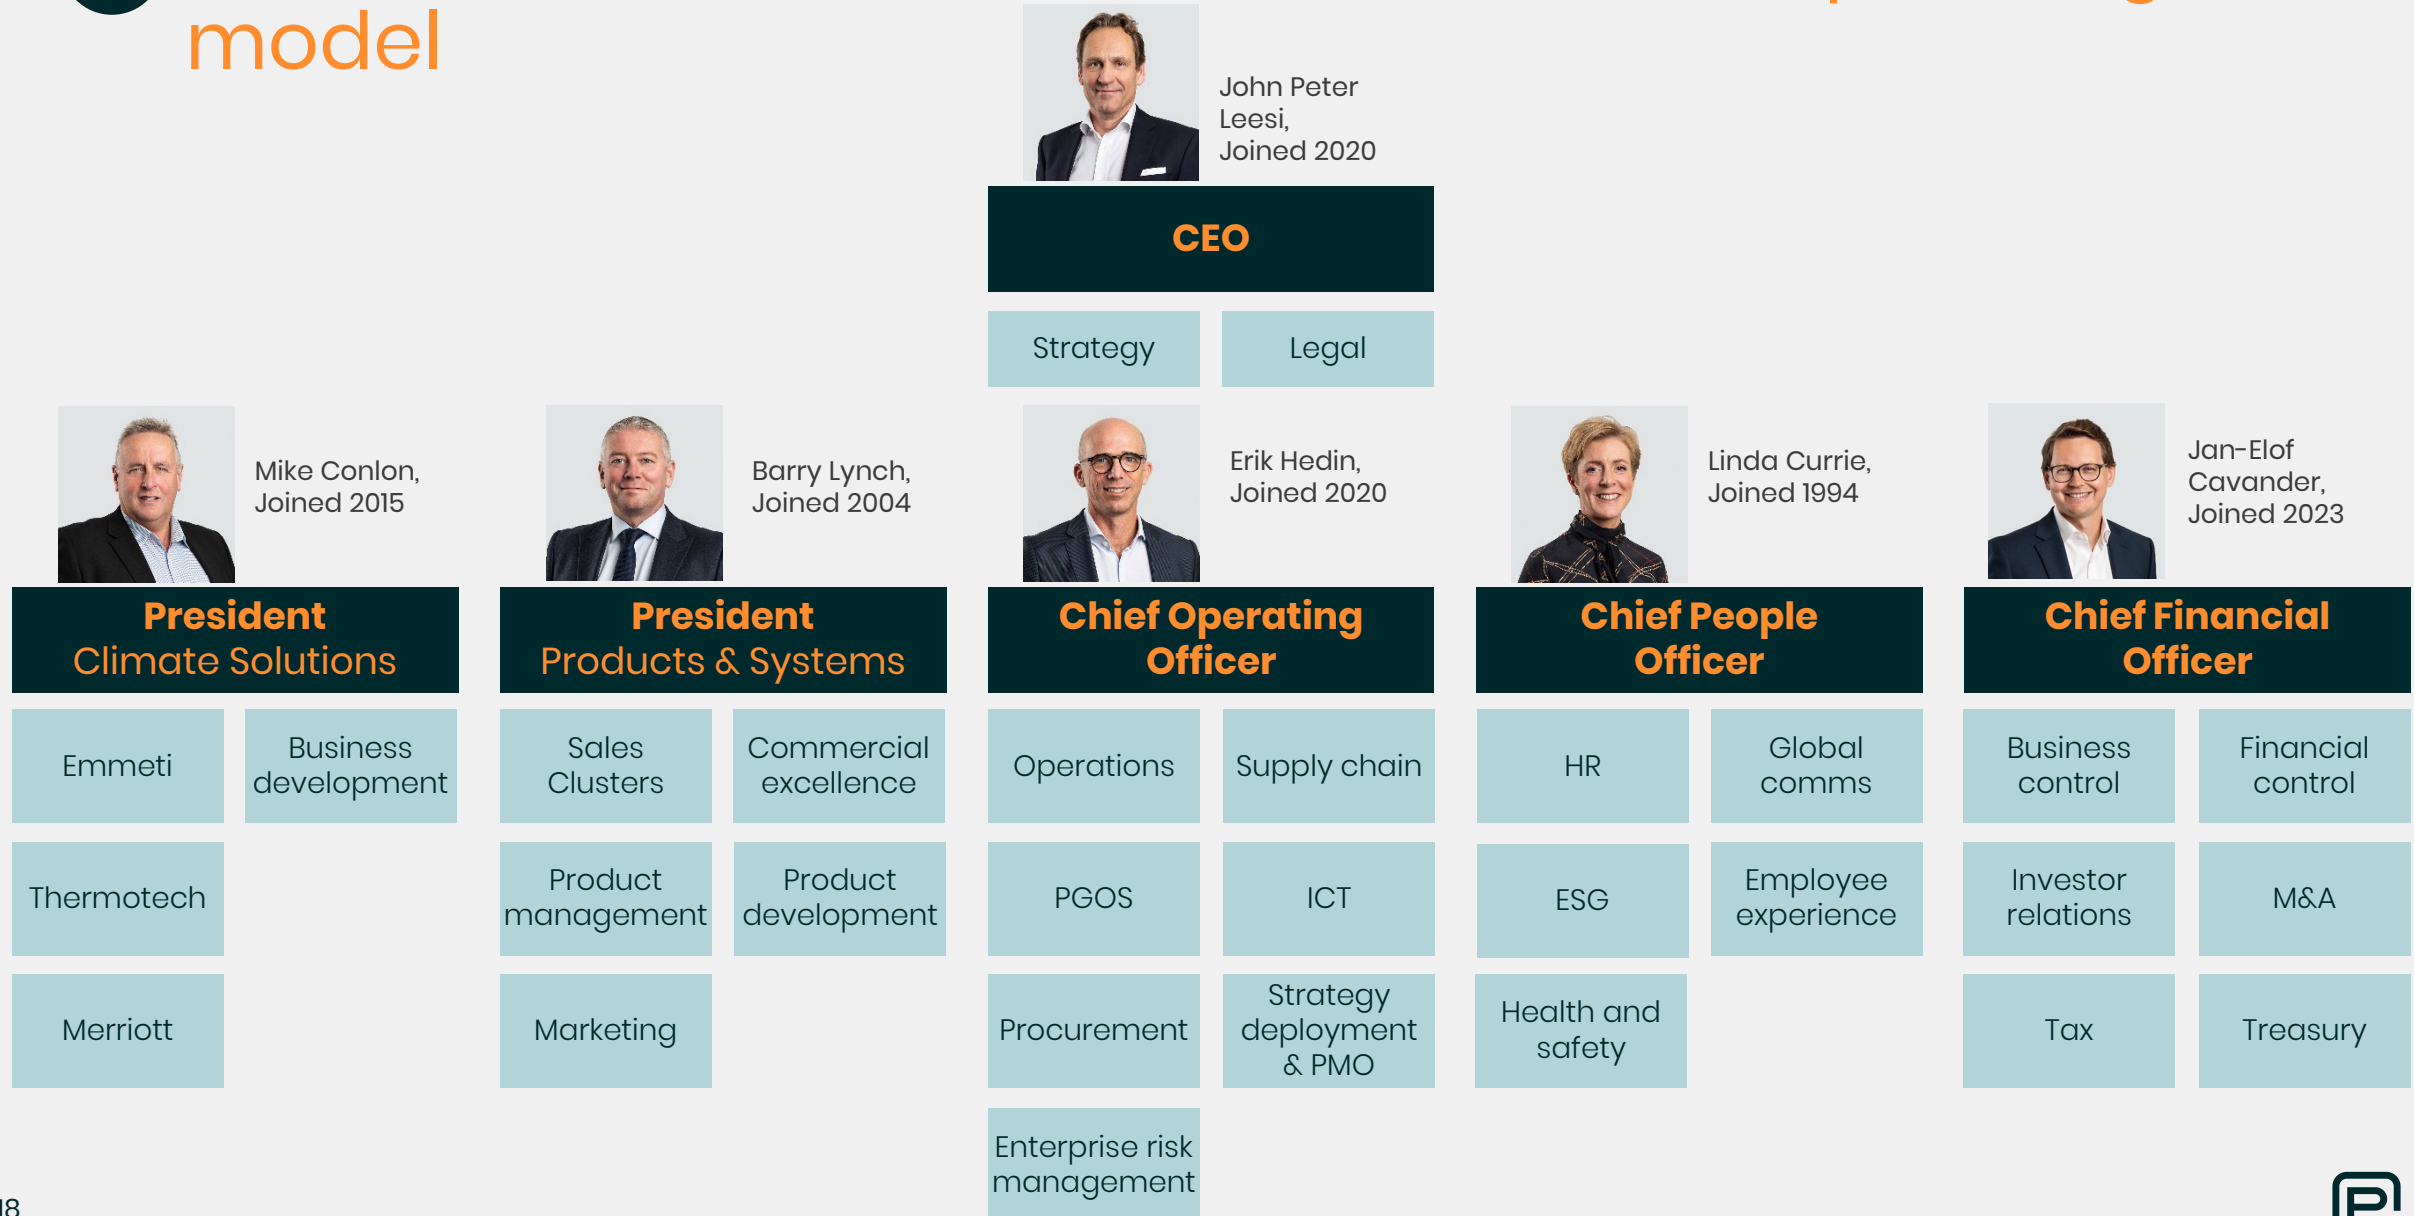 model
John Peter
Leesi,
Joined 2020
CEO
Strategy
Legal
Mike Conlon,
Joined 2015
Barry Lynch,
Joined 2004
Erik Hedin,
Joined 2020
Linda Currie,
Joined 1994
Jan-Elof
Cavander,
Joined 2023
President
Climate Solutions
President
Products & Systems
Chief Operating
Officer
Chief People
Officer
Chief Financial
Officer
Emmeti
Business
development
Thermotech
Merriott
Sales
Clusters
Commercial
excellence
Product
management
Product
development
Marketing
Operations
Supply chain
PGOS
ICT
Procurement
Strategy
deployment
& PMO
Enterprise risk
management
HR
Global
comms
ESG
Employee
experience
Health and
safety
Business
control
Financial
control
Investor
relations
M&A
Tax
Treasury
18